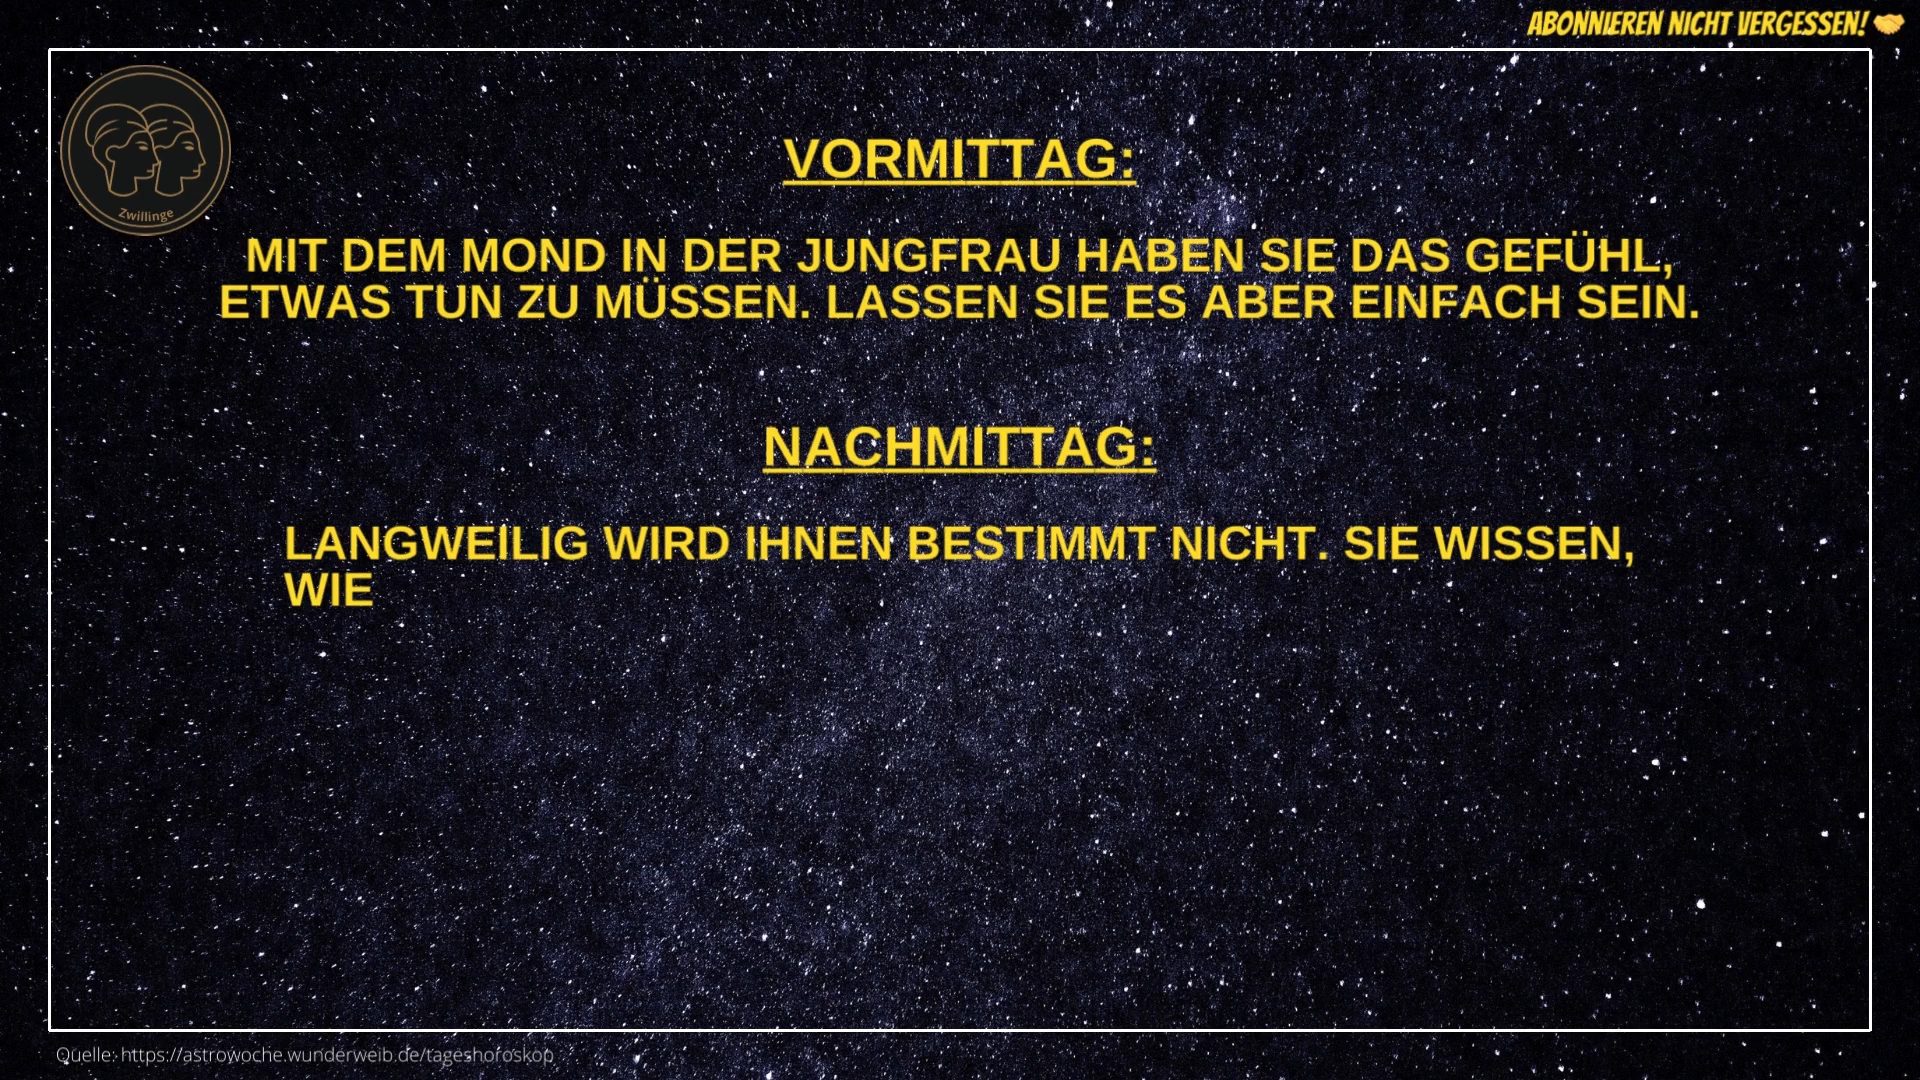 ABONNIEREN NICHT VERGESSEN!
Zwillinge
VORMITTAG:
MIT DEM MOND IN DER JUNGFRAU HABEN SIE DAS GEFÜHL,
ETWAS TUN ZU MÜSSEN. LASSEN SIE ES ABER EINFACH SEIN.
NACHMITTAG:
LANGWEILIG WIRD IHNEN BESTIMMT NICHT. SIE WISSEN,
WIE
Quelle: https://astrowoche.wunderweib.de/tageshoroskop